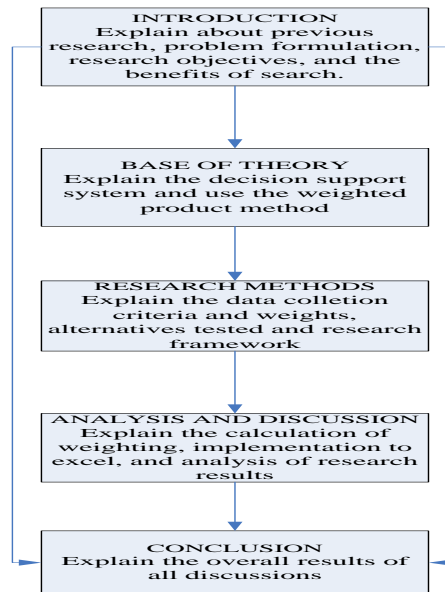 INTRODUCTION
Explain about previous
research, problem formulation,
research objectives, and the
benefits of search.
BASE OF THEORY
Explain the decision support
system and use the weighted
product method
RESEARCH METHODS
Explain the data colletion
criteria and weights,
alternatives tested and research
framework
ANALYSIS AND DISCUSSION
Explain the calculation of
weighting, implementation to
excel, and analysis of research
results
CONCLUSION
Explain the overall results of
all discussions